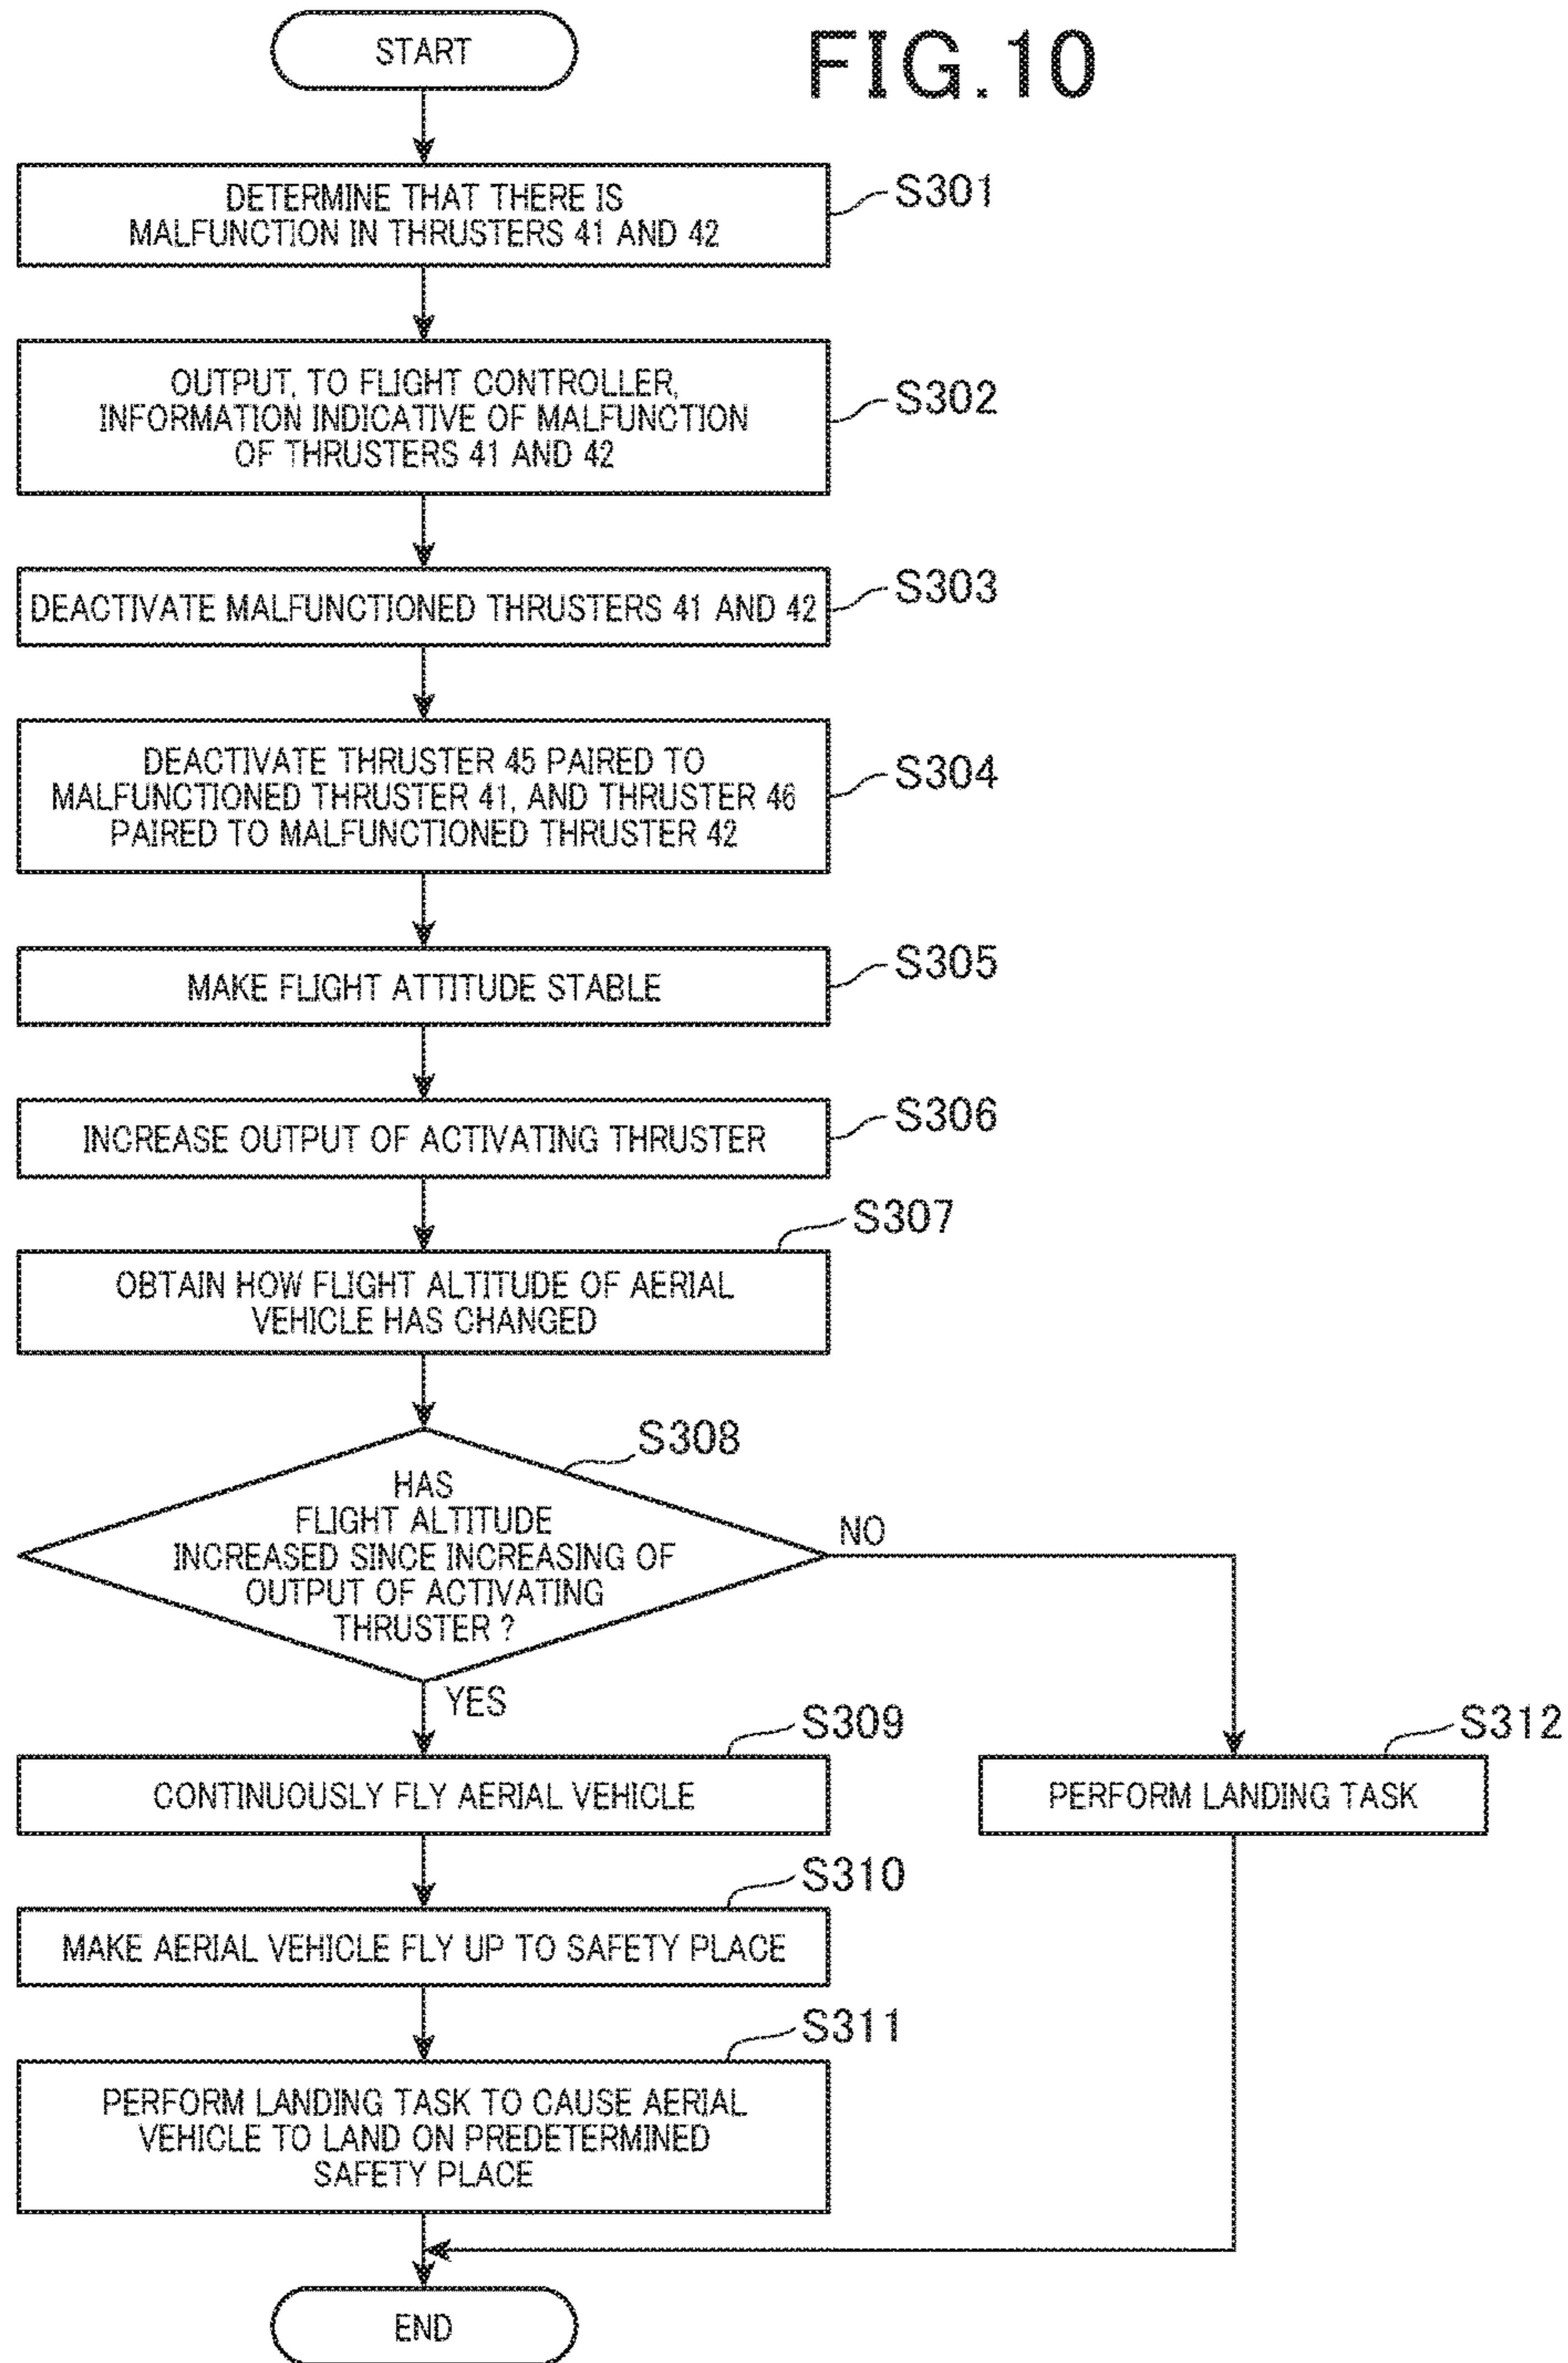 FIG.10
START
DETERMINE THAT THERE IS
MALFUNCTION IN THRUSTERS 41 AND 42
S301
OUTPUT, TO FLIGHT CONTROLLER,
INFORMATION INDICATIVE OF MALFUNCTION
OF THRUSTERS 41 AND 42
S302
DEACTIVATE MALFUNCTIONED THRUSTERS 41 AND 42
S303
DEACTIVATE THRUSTER 45 PAIRED TO
MALFUNCTIONED THRUSTER 41, AND THRUSTER 46
PAIRED TO MALFUNCTIONED THRUSTER 42
S304
MAKE FLIGHT ATTITUDE STABLE
S305
INCREASE OUTPUT OF ACTIVATING THRUSTER
S306
S307
OBTAIN HOW FLIGHT ALTITUDE OF AERIAL
VEHICLE HAS CHANGED
S308
HAS
FLIGHT ALTITUDE
INCREASED SINCE INCREASING OF
OUTPUT OF ACTIVATING
THRUSTER ?
NO
YES
S309
CONTINUOUSLY FLY AERIAL VEHICLE
S312
PERFORM LANDING TASK
S310
MAKE AERIAL VEHICLE FLY UP TO SAFETY PLACE
S311
PERFORM LANDING TASK TO CAUSE AERIAL
VEHICLE TO LAND ON PREDETERMINED
SAFETY PLACE
END